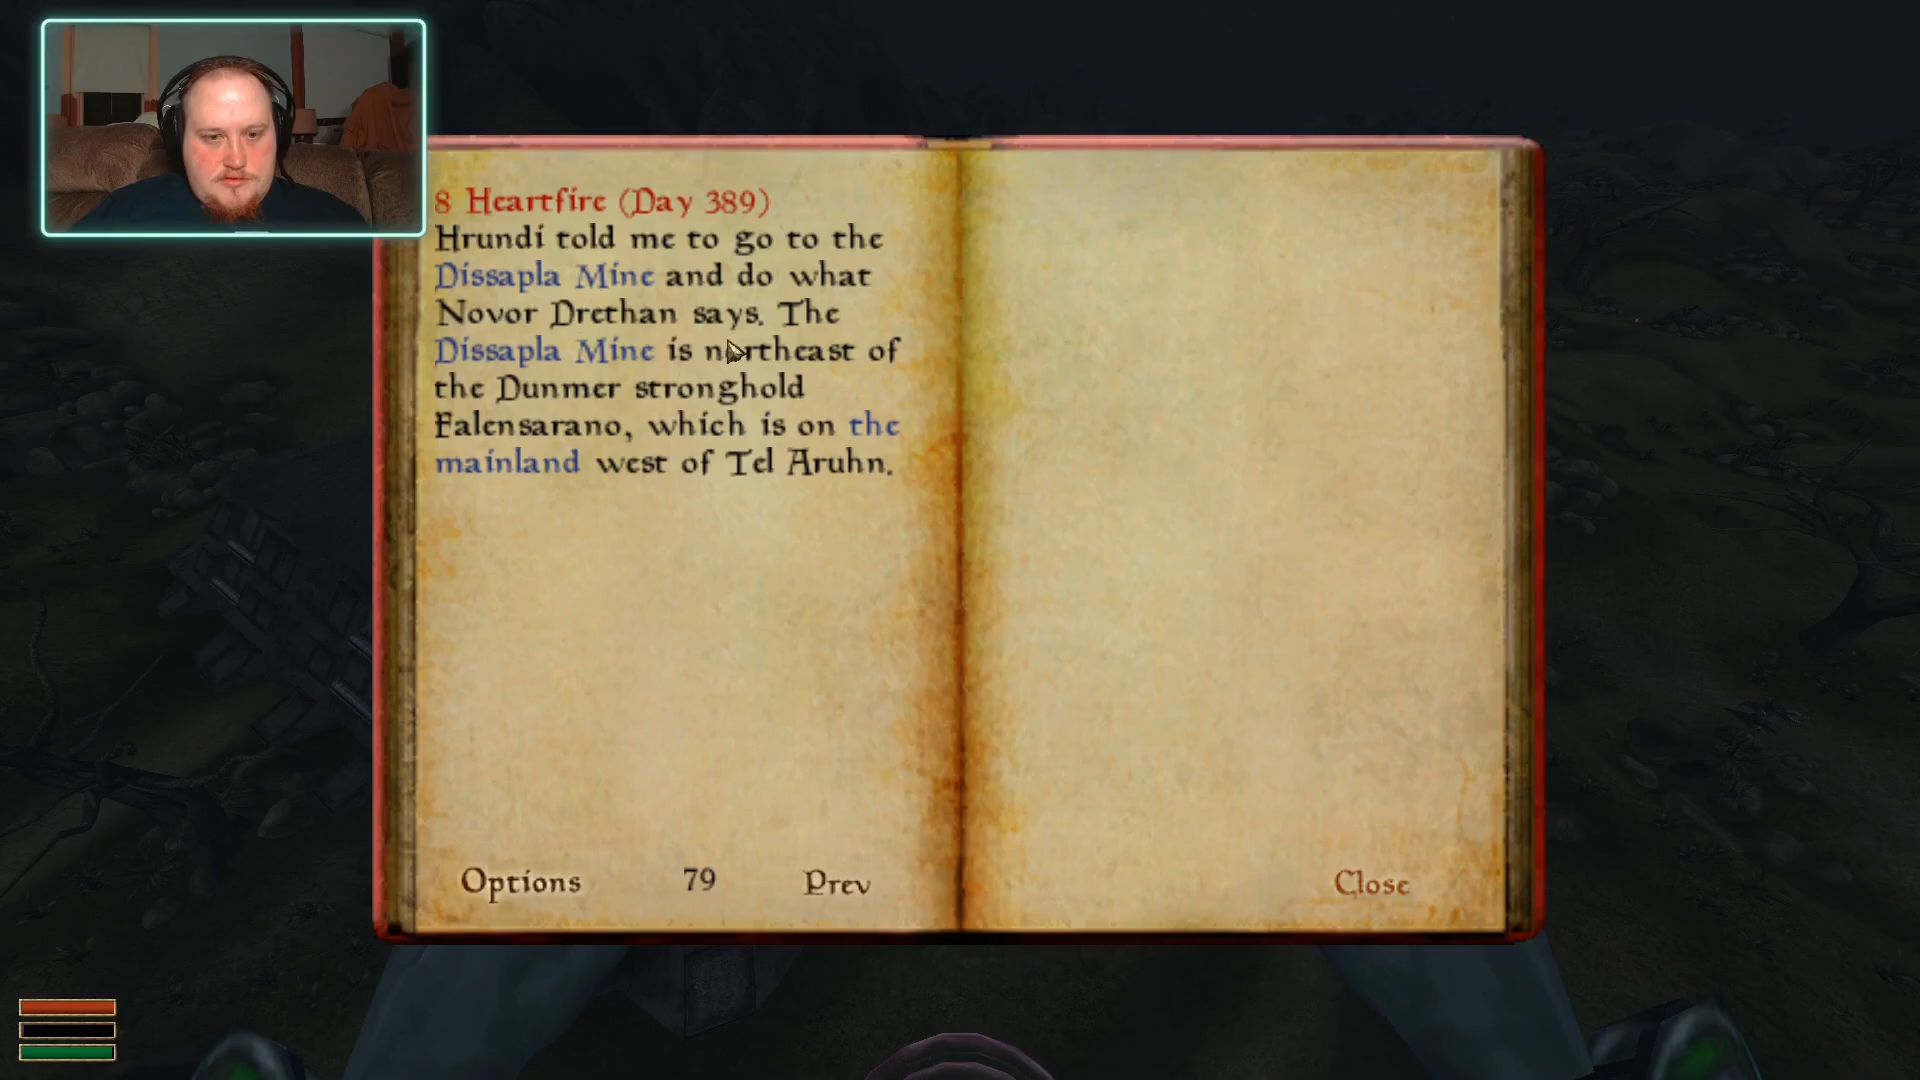 8 Heartfire (Day 389)
Hrundi told me to go to the
Dissapla Mine and do what
Novor Drethan says. The
Dissapla Mine is northeast of
the Dunmer stronghold
Falensarano, which is on the
mainland west of Tel Aruhn.
Options 79 Prev Close